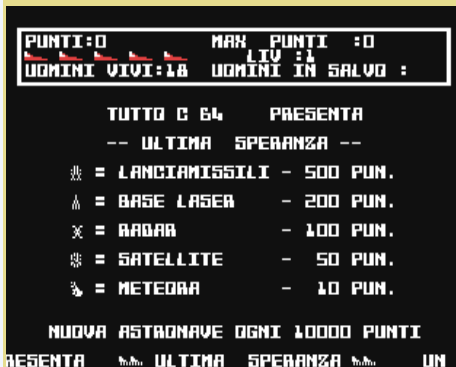 PUNTI:0 MAX PUNTI :0
LIV :1
UOMINI VIVI:18 UOMINI IN SALVO :
TUTTO C 64 PRESENTA
-- ULTIMA SPERANZA --
= LANCIAMISSILI - 500 PUN.
= BASE LASER - 200 PUN.
= RADAR - 100 PUN.
= SATELLITE - 50 PUN.
= METEORA - 10 PUN.
NUOVA ASTRONAVE OGNI 10000 PUNTI
RESENTA ULTIMA SPERANZA UN